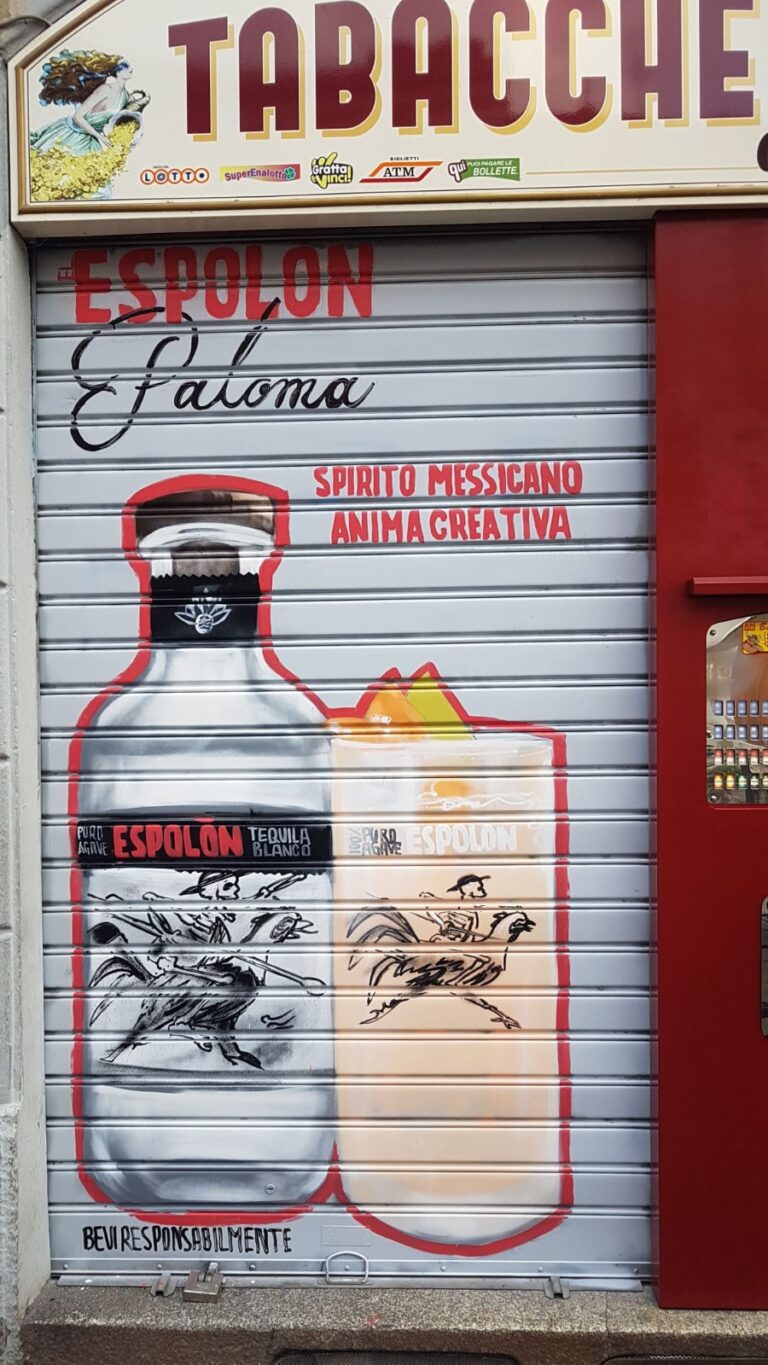 TABACCHE
LOTTO
SuperEnalotto
Gratta e Vinci!
BIGLIETTI
ATM
qui PUOI PAGARE LE
BOLLETTE.
ESPOLON
Paloma
SPIRITO MESSICANO
ANIMA CREATIVA
PURO
AGAVE
ESPOLÒN
TEQUILA
BLANCO
100%
PURO
AGAVE
ESPOLON
BEVI RESPONSABILMENTE